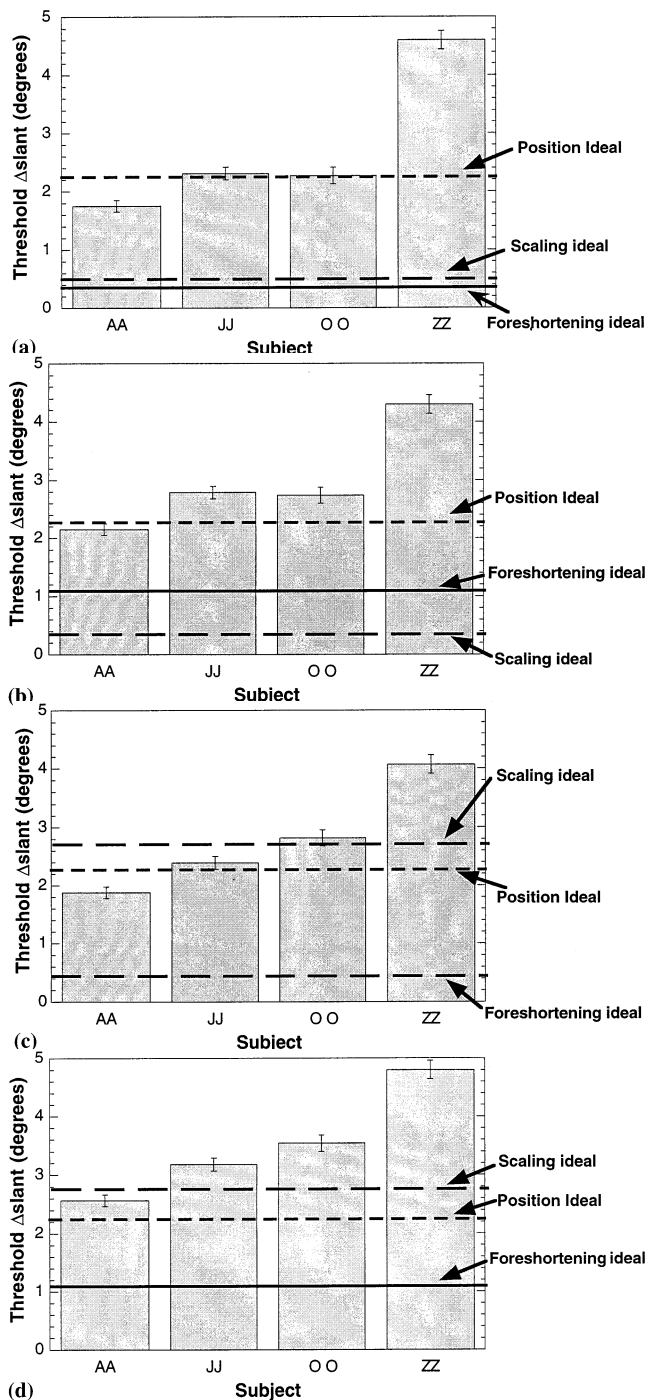 5
4
3
2
1
0
Threshold Δslant (degrees)
Position Ideal
Scaling ideal
Foreshortening ideal
AA JJ O O ZZ
Subject
(a)
5
4
3
2
1
0
Threshold Δslant (degrees)
Position Ideal
Foreshortening ideal
Scaling ideal
AA JJ O O ZZ
Subject
(b)
5
4
3
2
1
0
Threshold Δslant (degrees)
Scaling ideal
Position Ideal
Foreshortening ideal
AA JJ O O ZZ
Subject
(c)
5
4
3
2
1
0
Threshold Δslant (degrees)
Scaling ideal
Position Ideal
Foreshortening ideal
AA JJ O O ZZ
Subject
(d)